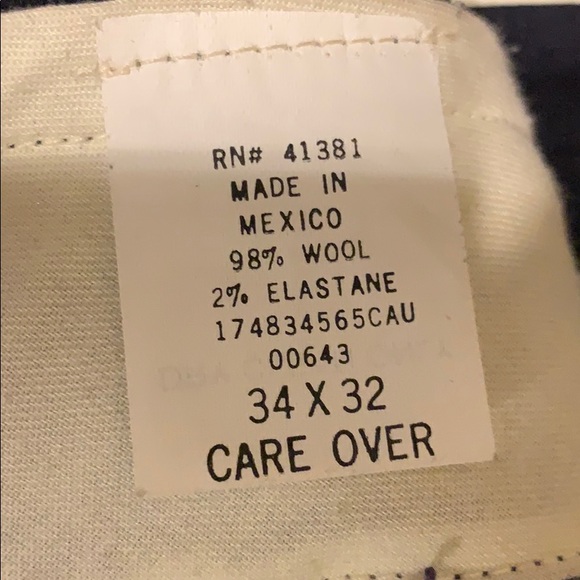 RN# 41381
MADE IN
MEXICO
98% WOOL
2% ELASTANE
174834565CAU
00643
34 X 32
CARE OVER